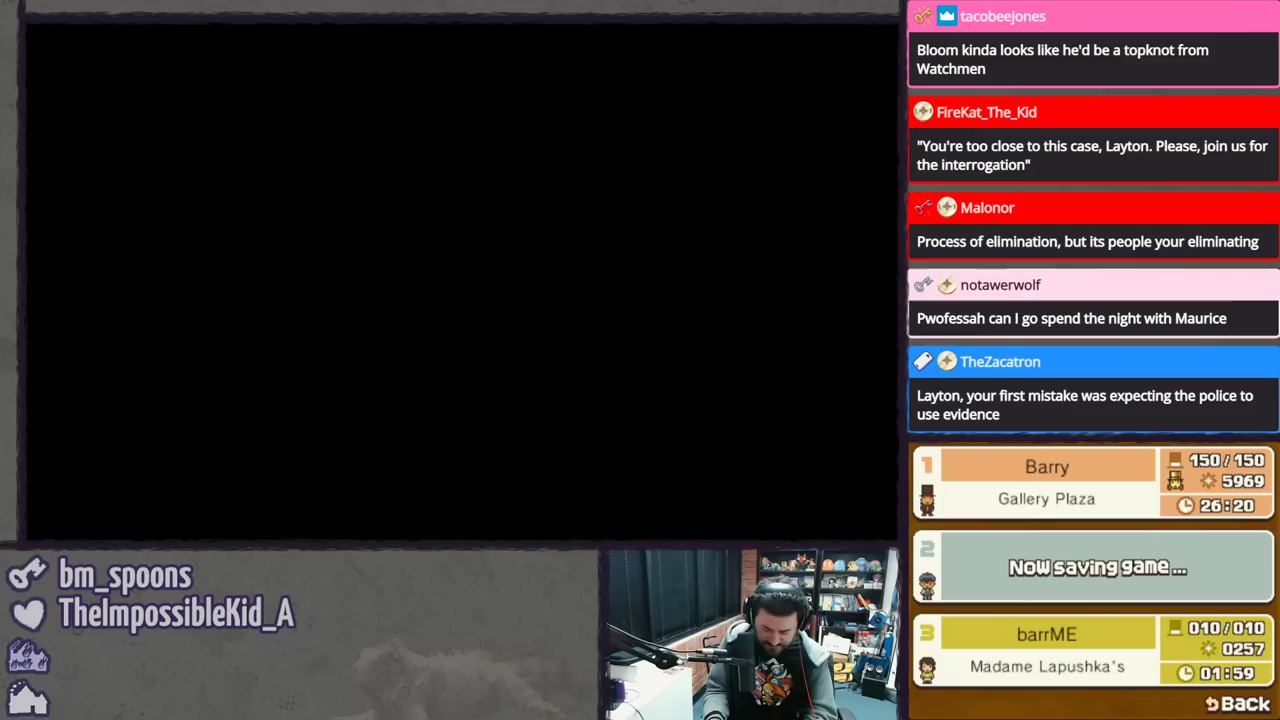 tacobeejones
Bloom kinda looks like he'd be a topknot from
Watchmen
FireKat_The_Kid
"You're too close to this case, Layton. Please, join us for
the interrogation"
Malonor
Process of elimination, but its people your eliminating
notawerwolf
Pwofessah can I go spend the night with Maurice
TheZacatron
Layton, your first mistake was expecting the police to
use evidence
1 Barry 150/150
Gallery Plaza 5969
26:20
2 Now saving game...
3 barrME 010/010
Madame Lapushka's 0257
01:59
Back
bm_spoons
TheImpossibleKid_A